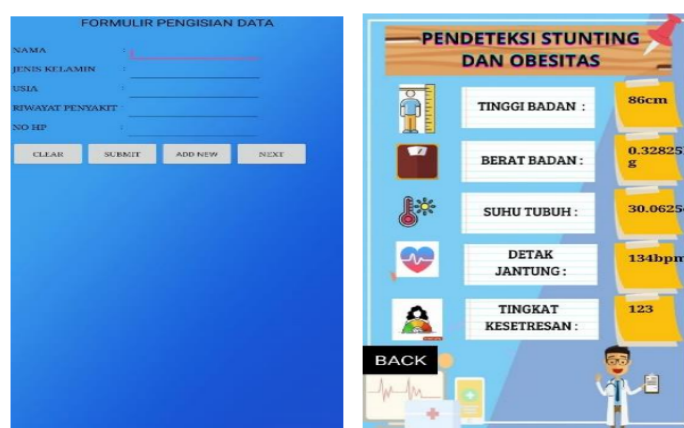 FORMULIR PENGISIAN DATA
NAMA :
JENIS KELAMIN :
USIA :
RIWAYAT PENYAKIT :
NO HP :
CLEAR SUBMIT ADD NEW NEXT
PENDETEKSI STUNTING
DAN OBESITAS
TINGGI BADAN : 86cm
BERAT BADAN : 0.3282
g
SUHU TUBUH : 30.0625
DETAK
JANTUNG : 134bpm
TINGKAT
KESETRESAN : 123
BACK